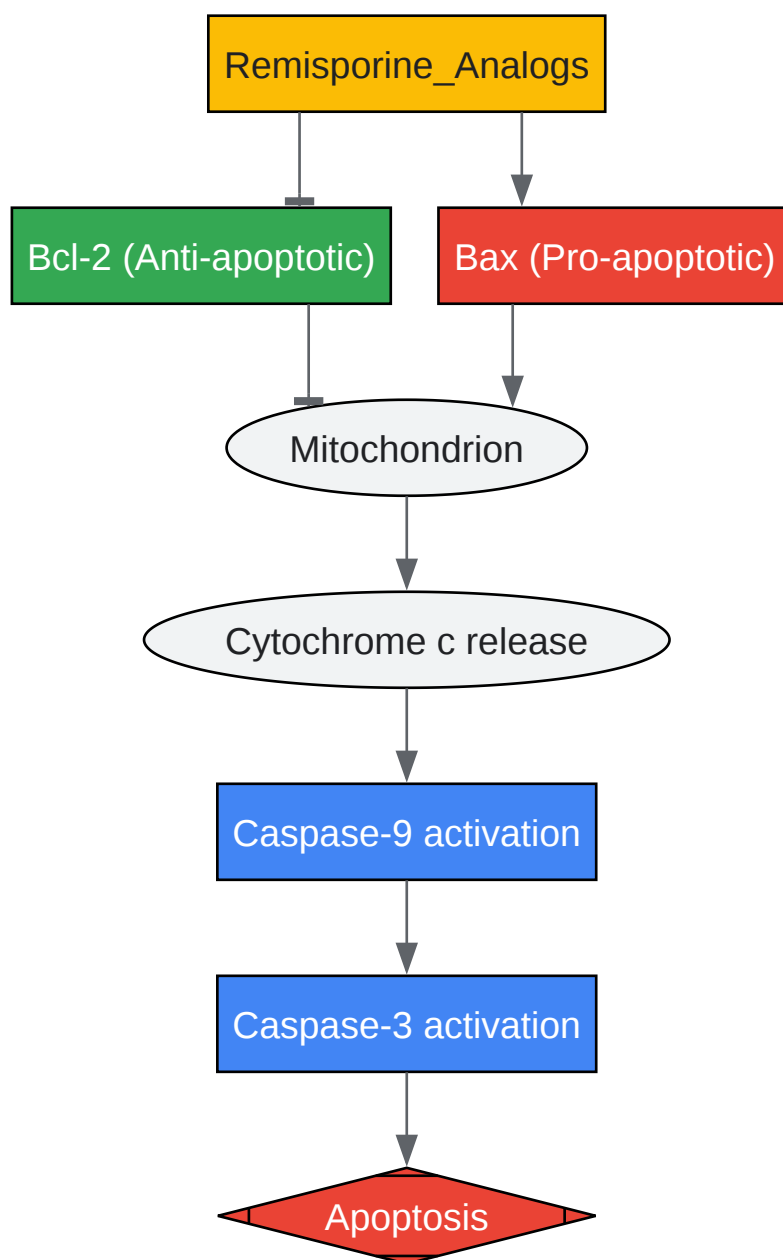 Remisporine_Analogs
Bcl-2 (Anti-apoptotic)
Bax (Pro-apoptotic)
Mitochondrion
Cytochrome c release
Caspase-9 activation
Caspase-3 activation
Apoptosis